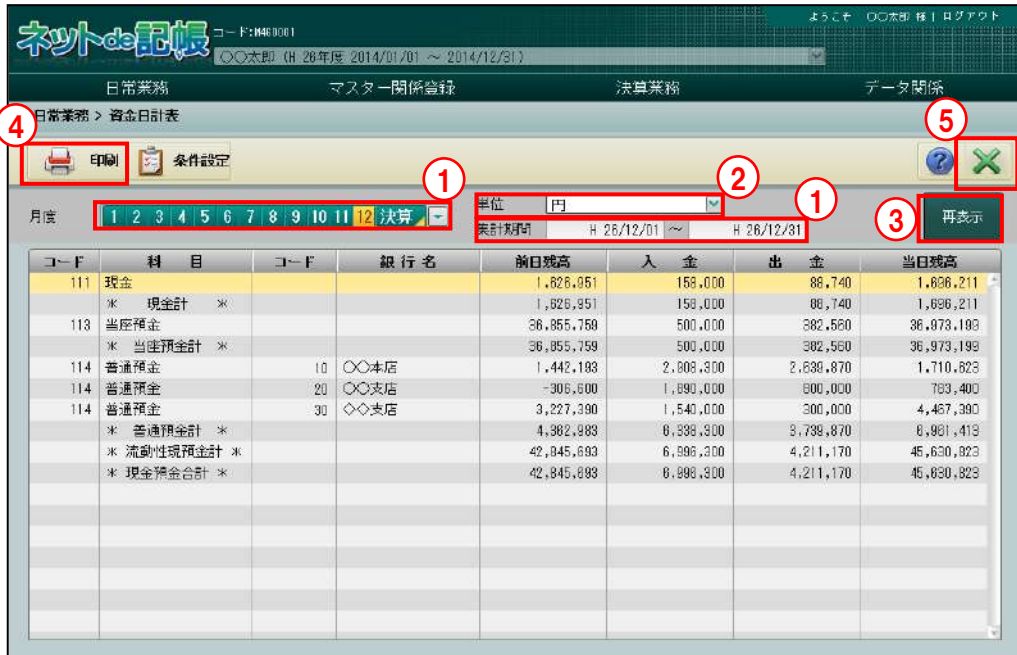 ようこそ 〇〇太郎 様 | ログアウト
ネットde記帳 コード:M460001
〇〇太郎 (H 26年度 2014/01/01 ～ 2014/12/31)
日常業務 マスター関係登録 決算業務 データ関係
日常業務 > 資金日計表
④ 印刷 条件設定 ? ⑤
① ② ① ③
月度 1 2 3 4 5 6 7 8 9 10 11 12 決算 単位 円 再表示
集計期間 H 26/12/01 ～ H 26/12/31
コード 科 目 コード 銀行名 前日残高 入 金 出 金 当日残高
111 現金 1,626,951 158,000 88,740 1,696,211
* 現金計 * 1,626,951 158,000 88,740 1,696,211
113 当座預金 36,855,759 500,000 382,560 36,973,199
* 当座預金計 * 36,855,759 500,000 382,560 36,973,199
114 普通預金 10 〇〇本店 1,442,193 2,908,300 2,639,870 1,710,623
114 普通預金 20 〇〇支店 -306,600 1,890,000 800,000 783,400
114 普通預金 30 ◇◇支店 3,227,390 1,540,000 300,000 4,467,390
* 普通預金計 * 4,362,983 6,338,300 3,739,870 6,961,413
* 流動性現預金計 * 42,845,693 6,996,300 4,211,170 45,630,823
* 現金預金合計 * 42,845,693 6,996,300 4,211,170 45,630,823